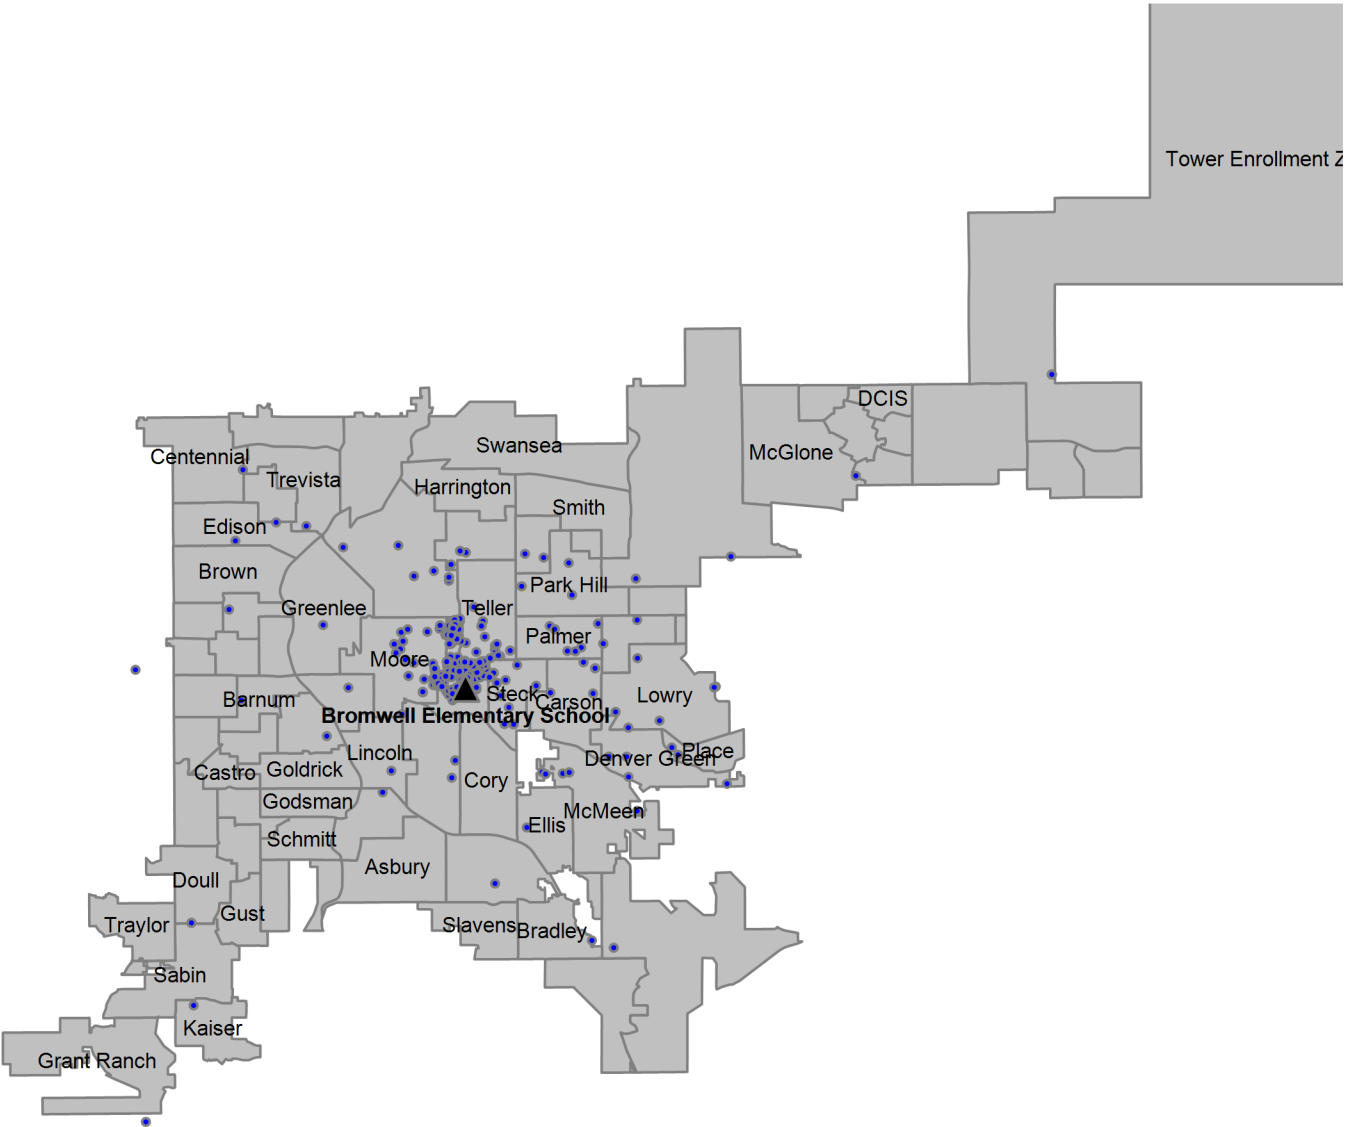 Tower Enrollment Z
DCIS
Swansea
McGlone
Centennial
Trevista
Harrington
Smith
Edison
Brown
Park Hill
Greenlee
Teller
Palmer
Moore
Steck
Lowry
Barnum
Carson
Bromwell Elementary School
Lincoln
Place
Denver Green
Castro
Goldrick
Cory
Godsman
McMeen
Ellis
Schmitt
Asbury
Doull
Gust
Traylor
Slavens
Bradley
Sabin
Kaiser
Grant Ranch